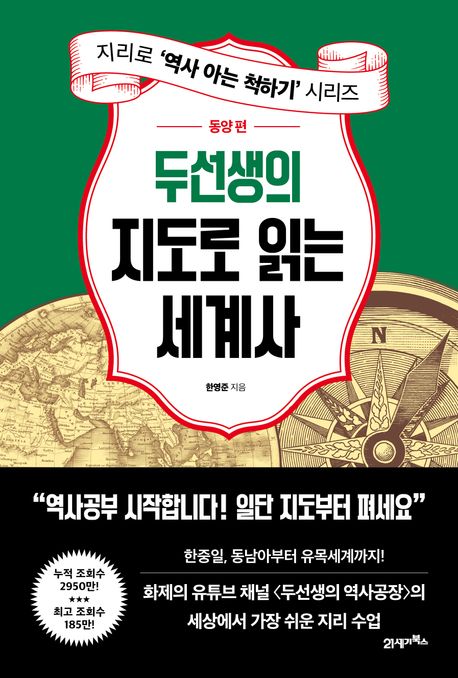 지리로 '역사 아는 척하기' 시리즈
동양 편
두선생의
지도로 읽는
세계사
한영준 지음
N
“역사공부 시작합니다! 일단 지도부터 펴세요”
한중일, 동남아부터 유목세계까지!
화제의 유튜브 채널 〈두선생의 역사공장〉의
세상에서 가장 쉬운 지리 수업
누적 조회수
2950만!
★★★
최고 조회수
185만!
21세기북스